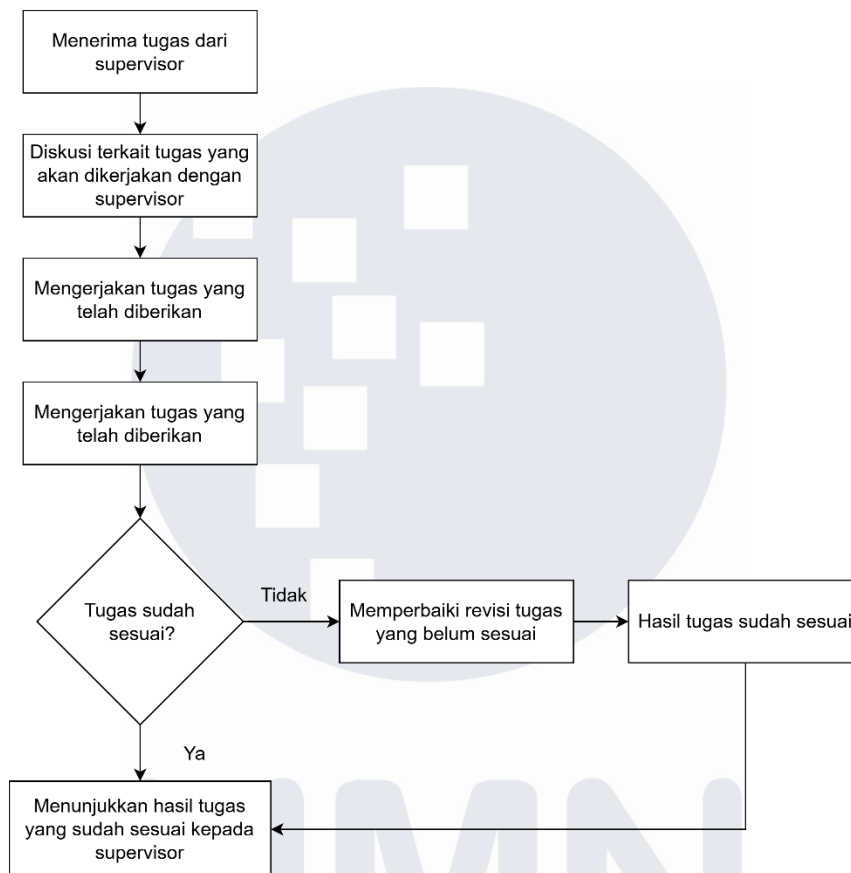 Menerima tugas dari
supervisor
Diskusi terkait tugas yang
akan dikerjakan dengan
supervisor
Mengerjakan tugas yang
telah diberikan
Mengerjakan tugas yang
telah diberikan
Tugas sudah
sesuai?
Tidak
Memperbaiki revisi tugas
yang belum sesuai
Hasil tugas sudah sesuai
Ya
Menunjukkan hasil tugas
yang sudah sesuai kepada
supervisor